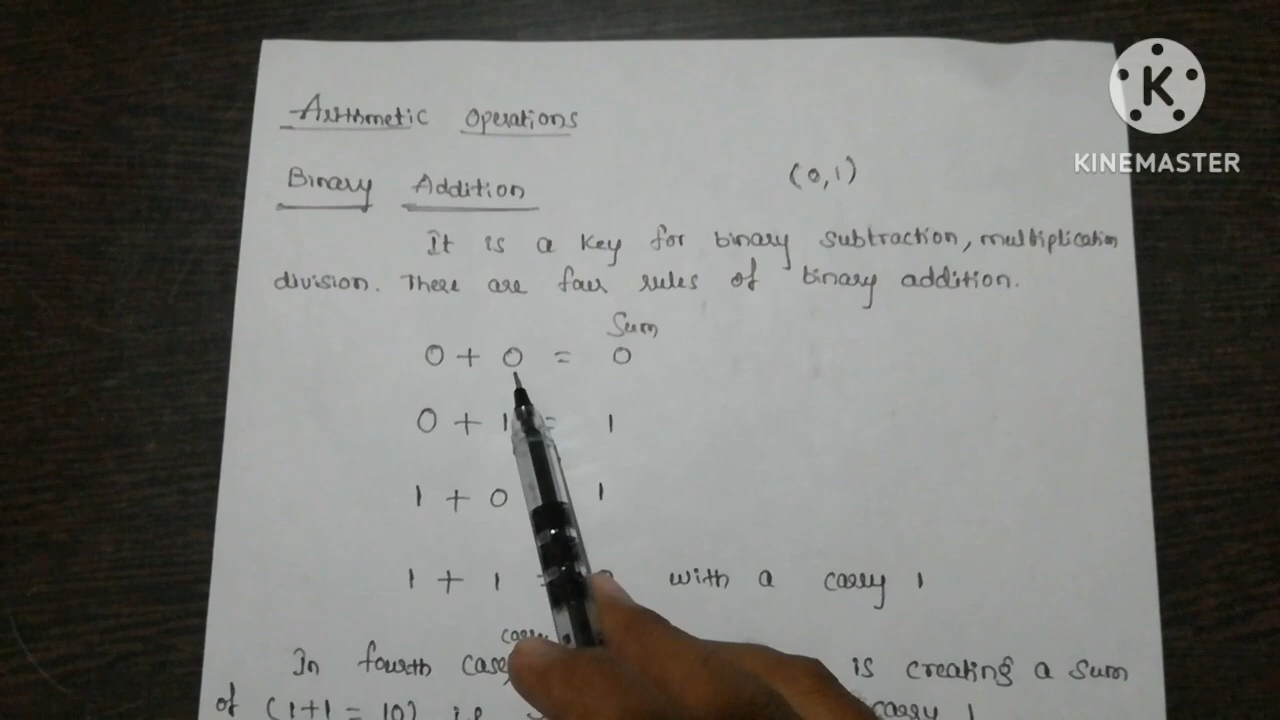 Arithmetic Operations
Binary Addition (0,1)
It is a key for binary subtraction, multiplication
division. There are four rules of binary addition.
Sum
0 + 0 = 0
0 + 1 = 1
1 + 0 1
1 + 1 = with a carry 1
carry
In fourth case, is creating a sum
of (1+1 = 10) i.e carry 1
K
KINEMASTER